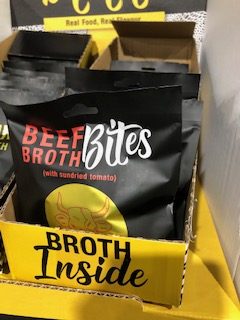 Real Food, Real Flavour
BEEF
BROTH Bites
(with sundried tomato)
BROTH
Inside